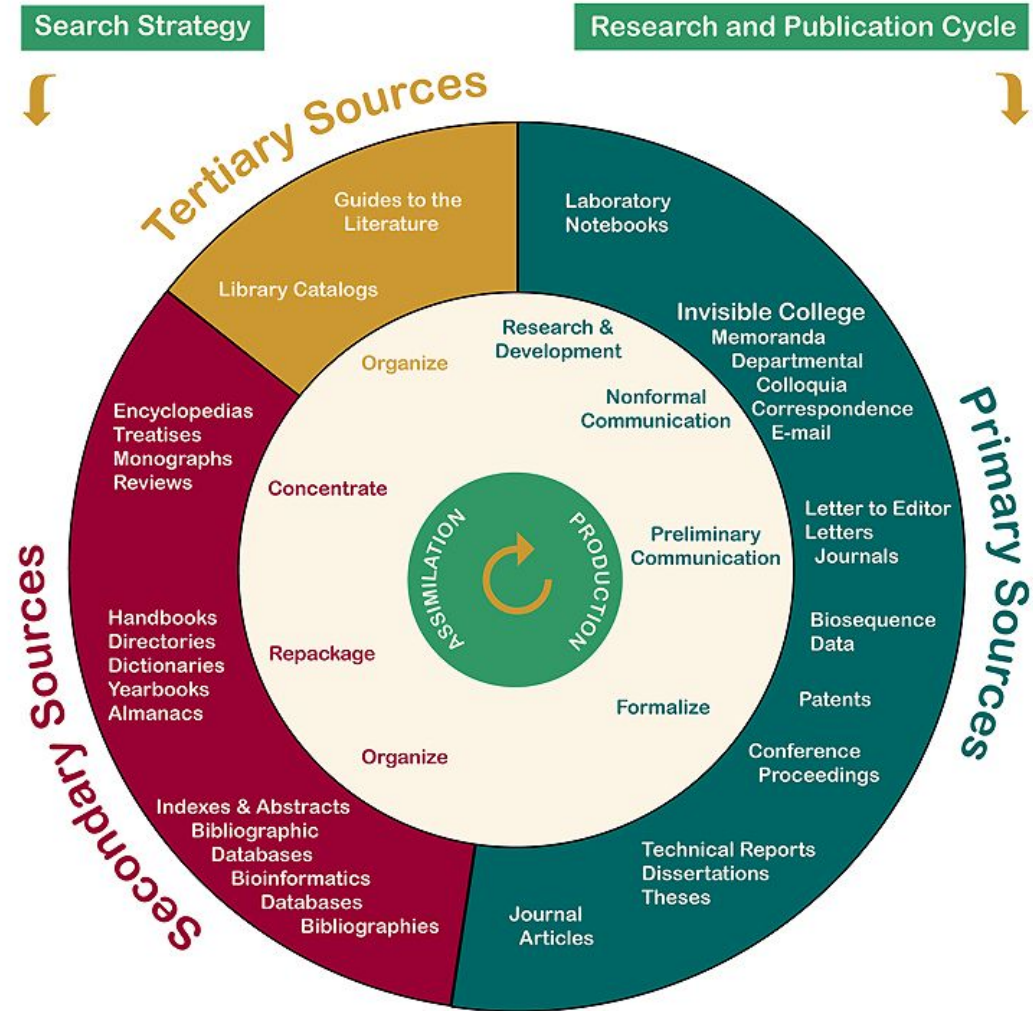 Search Strategy
Research and Publication Cycle
Tertiary Sources
Guides to the
Literature
Library Catalogs
Laboratory
Notebooks
Invisible College
Memoranda
Departmental
Colloquia
Correspondence
E-mail
Letter to Editor
Letters
Journals
Biosequence
Data
Patents
Conference
Proceedings
Technical Reports
Dissertations
Theses
Journal
Articles
Primary Sources
Encyclopedias
Treatises
Monographs
Reviews
Handbooks
Directories
Dictionaries
Yearbooks
Almanacs
Indexes & Abstracts
Bibliographic
Databases
Bioinformatics
Databases
Bibliographies
Secondary Sources
Organize
Research &
Development
Nonformal
Communication
Concentrate
Preliminary
Communication
Repackage
Formalize
Organize
ASSIMILATION
PRODUCTION